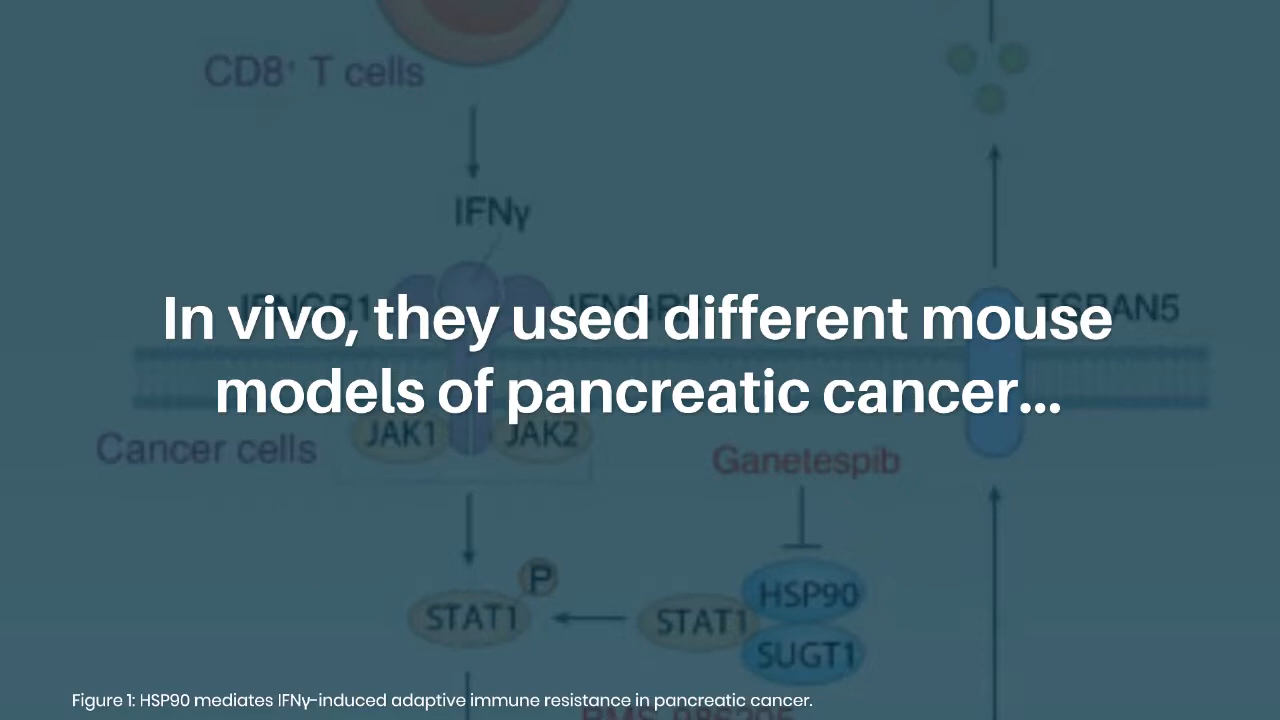 CD8⁺ T cells
IFNγ
In vivo, they used different mouse
models of pancreatic cancer...
JAK1
JAK2
Cancer cells
Ganetespib
P
HSP90
STAT1
STAT1
SUGT1
Figure 1: HSP90 mediates IFNγ-induced adaptive immune resistance in pancreatic cancer.